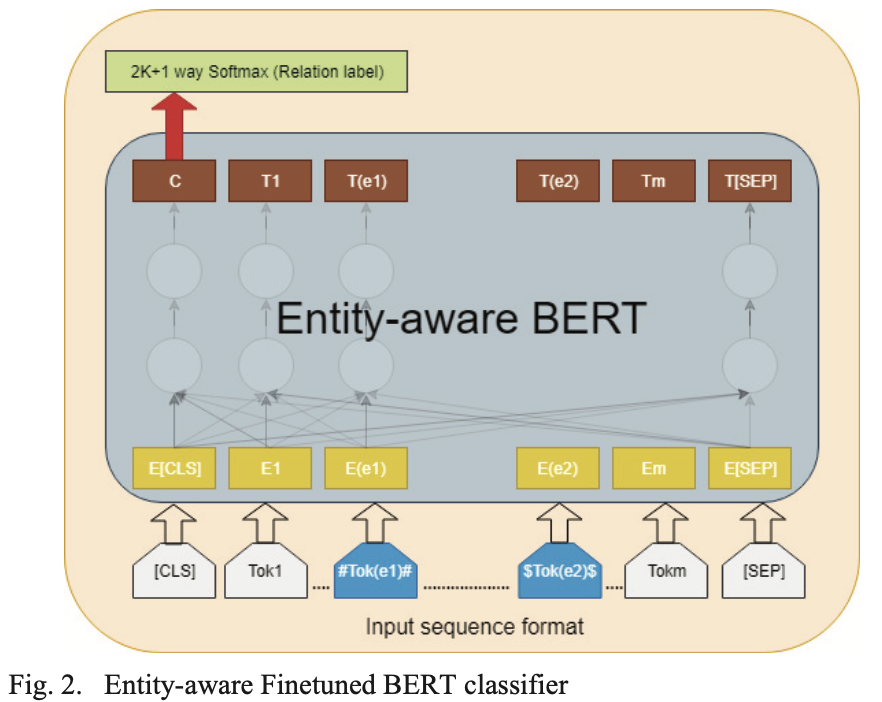 2K+1 way Softmax (Relation label)
C T1 T(e1) T(e2) Tm T[SEP]
Entity-aware BERT
E[CLS] E1 E(e1) E(e2) Em E[SEP]
[CLS] Tok1 .... #Tok(e1)# .................... $Tok(e2)$ .... Tokm [SEP]
Input sequence format
Fig. 2. Entity-aware Finetuned BERT classifier